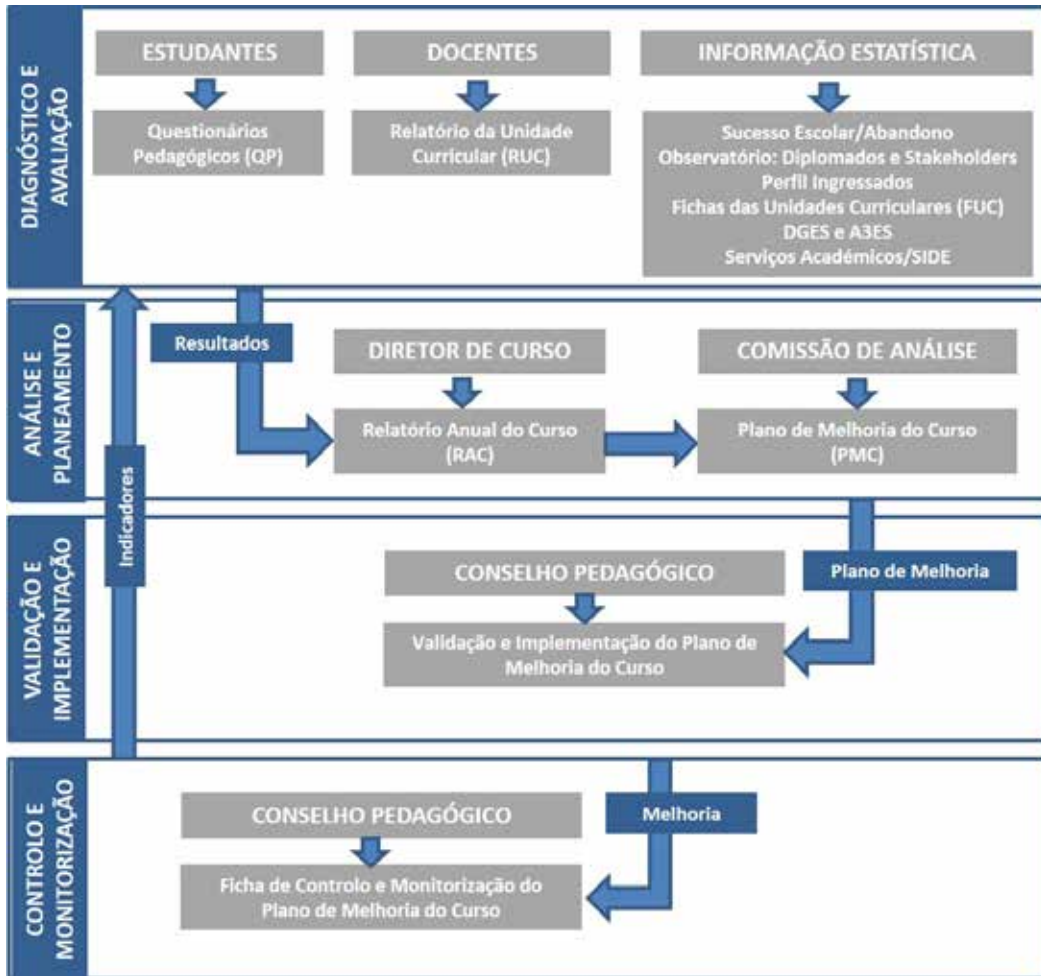 DIAGNÓSTICO E
AVALIAÇÃO
ESTUDANTES
Questionários
Pedagógicos (QP)
DOCENTES
Relatório da Unidade
Curricular (RUC)
INFORMAÇÃO ESTATÍSTICA
Sucesso Escolar/Abandono
Observatório: Diplomados e Stakeholders
Perfil Ingressados
Fichas das Unidades Curriculares (FUC)
DGES e A3ES
Serviços Académicos/SIDE
ANÁLISE E
PLANEAMENTO
Resultados
DIRETOR DE CURSO
Relatório Anual do Curso
(RAC)
COMISSÃO DE ANÁLISE
Plano de Melhoria do Curso
(PMC)
Indicadores
VALIDAÇÃO E
IMPLEMENTAÇÃO
CONSELHO PEDAGÓGICO
Validação e Implementação do Plano de
Melhoria do Curso
Plano de Melhoria
CONTROLO E
MONITORIZAÇÃO
CONSELHO PEDAGÓGICO
Ficha de Controlo e Monitorização do
Plano de Melhoria do Curso
Melhoria